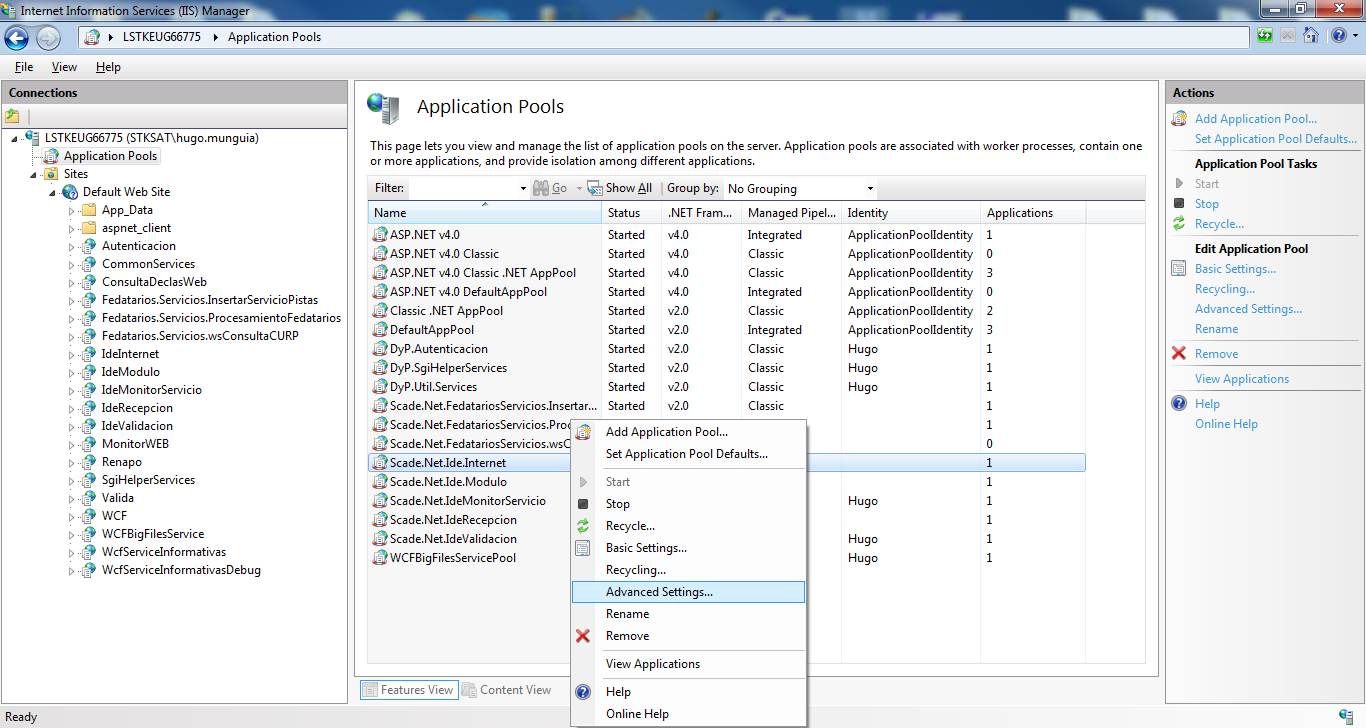 Internet Information Services (IIS) Manager
LSTKEUG66775 Application Pools
File View Help
Connections
LSTKEUG66775 (STKSAT\hugo.munguia)
Application Pools
Sites
Default Web Site
App_Data
aspnet_client
Autenticacion
CommonServices
ConsultaDeclasWeb
Fedatarios.Servicios.InsertarServicioPistas
Fedatarios.Servicios.ProcesamientoFedatarios
Fedatarios.Servicios.wsConsultaCURP
IdeInternet
IdeModulo
IdeMonitorServicio
IdeRecepcion
IdeValidacion
MonitorWEB
Renapo
SgiHelperServices
Valida
WCF
WCFBigFilesService
WcfServiceInformativas
WcfServiceInformativasDebug
Application Pools
This page lets you view and manage the list of application pools on the server. Application pools are associated with worker processes, contain one
or more applications, and provide isolation among different applications.
Filter: Go Show All Group by: No Grouping
Name Status .NET Fram... Managed Pipel... Identity Applications
ASP.NET v4.0 Started v4.0 Integrated ApplicationPoolIdentity 1
ASP.NET v4.0 Classic Started v4.0 Classic ApplicationPoolIdentity 0
ASP.NET v4.0 Classic .NET AppPool Started v4.0 Classic ApplicationPoolIdentity 3
ASP.NET v4.0 DefaultAppPool Started v4.0 Integrated ApplicationPoolIdentity 0
Classic .NET AppPool Started v2.0 Classic ApplicationPoolIdentity 2
DefaultAppPool Started v2.0 Integrated ApplicationPoolIdentity 3
DyP.Autenticacion Started v2.0 Classic Hugo 1
DyP.SgiHelperServices Started v2.0 Classic Hugo 1
DyP.Util.Services Started v2.0 Classic Hugo 1
Scade.Net.FedatariosServicios.Insertar... Started v2.0 Classic 1
Scade.Net.FedatariosServicios.Proc 1
Scade.Net.FedatariosServicios.wsC 0
Scade.Net.Ide.Internet 1
Scade.Net.Ide.Modulo 1
Scade.Net.IdeMonitorServicio Hugo 1
Scade.Net.IdeRecepcion 1
Scade.Net.IdeValidacion Hugo 1
WCFBigFilesServicePool Hugo 1
Add Application Pool...
Set Application Pool Defaults...
Start
Stop
Recycle...
Basic Settings...
Recycling...
Advanced Settings...
Rename
Remove
View Applications
Help
Online Help
Features View Content View
Actions
Add Application Pool...
Set Application Pool Defaults...
Application Pool Tasks
Start
Stop
Recycle...
Edit Application Pool
Basic Settings...
Recycling...
Advanced Settings...
Rename
Remove
View Applications
Help
Online Help
Ready